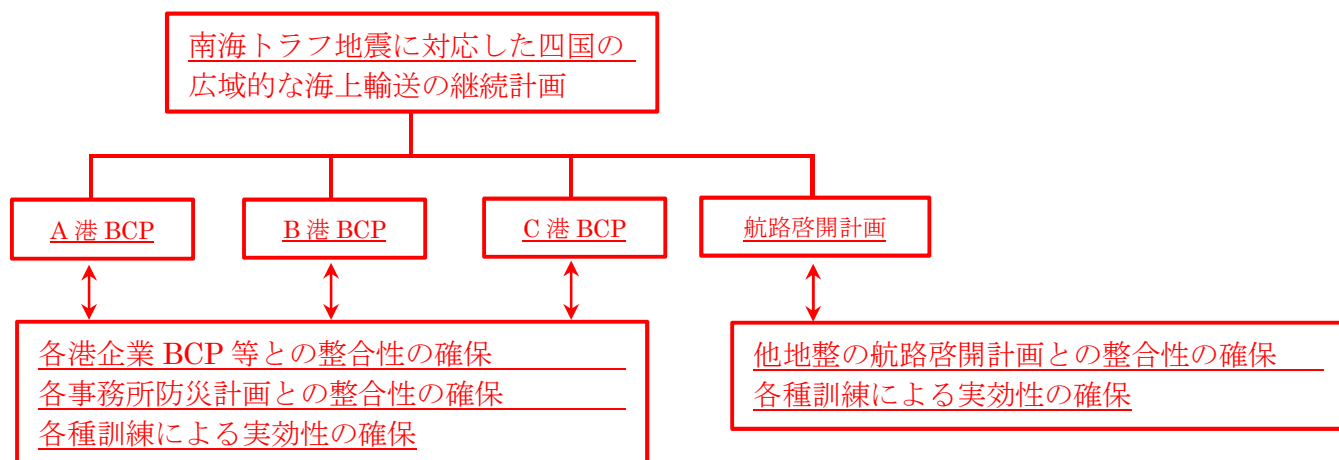 南海トラフ地震に対応した四国の
広域的な海上輸送の継続計画
A 港 BCP
B 港 BCP
C 港 BCP
航路啓開計画
各港企業 BCP 等との整合性の確保
各事務所防災計画との整合性の確保
各種訓練による実効性の確保
他地整の航路啓開計画との整合性の確保
各種訓練による実効性の確保